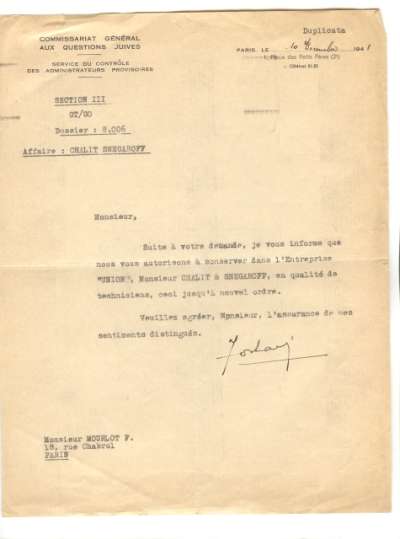 Duplicata
COMMISSARIAT GÉNÉRAL
AUX QUESTIONS JUIVES
SERVICE DU CONTRÔLE
DES ADMINISTRATEURS PROVISOIRES
PARIS, LE 10 Décembre 1941
rue des Petits Pères (2e)
SECTION III
GT/GO
Dossier : 8.006
Affaire : CHALIT SNEGAROFF
Monsieur,
Suite à votre demande, je vous informe que
nous vous autorisons à conserver dans l'Entreprise
"UNION", Monsieur CHALIT & SNEGAROFF, en qualité de
techniciens, ceci jusqu'à nouvel ordre.
Veuillez agréer, Monsieur, l'assurance de mes
sentiments distingués.
Monsieur MOURLOT F.
18, rue Chabrol
PARIS